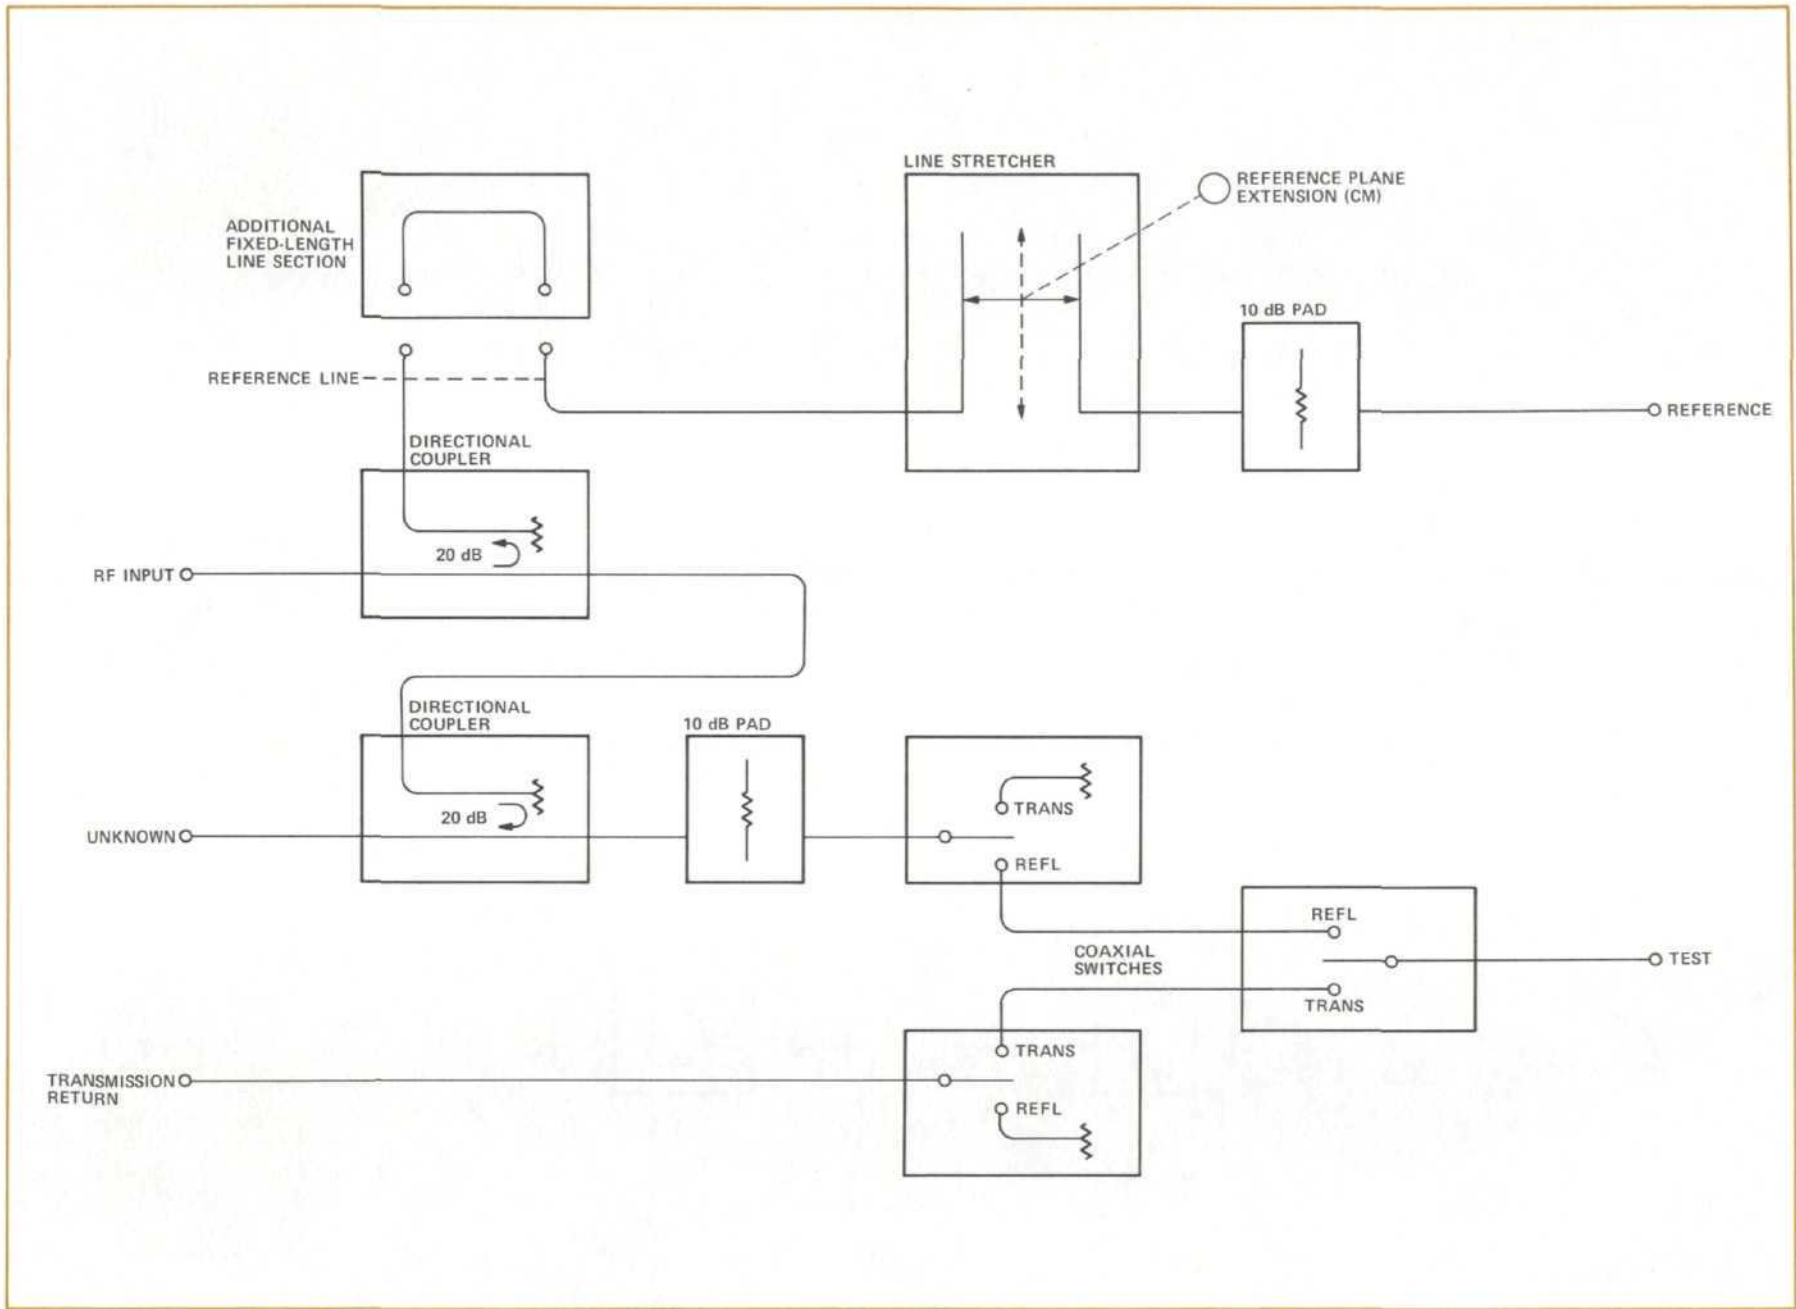 LINE STRETCHER
REFERENCE PLANE
EXTENSION (CM)
ADDITIONAL
FIXED-LENGTH
LINE SECTION
10 dB PAD
REFERENCE LINE
REFERENCE
DIRECTIONAL
COUPLER
20 dB
RF INPUT
DIRECTIONAL
COUPLER
10 dB PAD
20 dB
TRANS
UNKNOWN
REFL
REFL
COAXIAL
SWITCHES
TEST
TRANS
TRANS
TRANSMISSION
RETURN
REFL